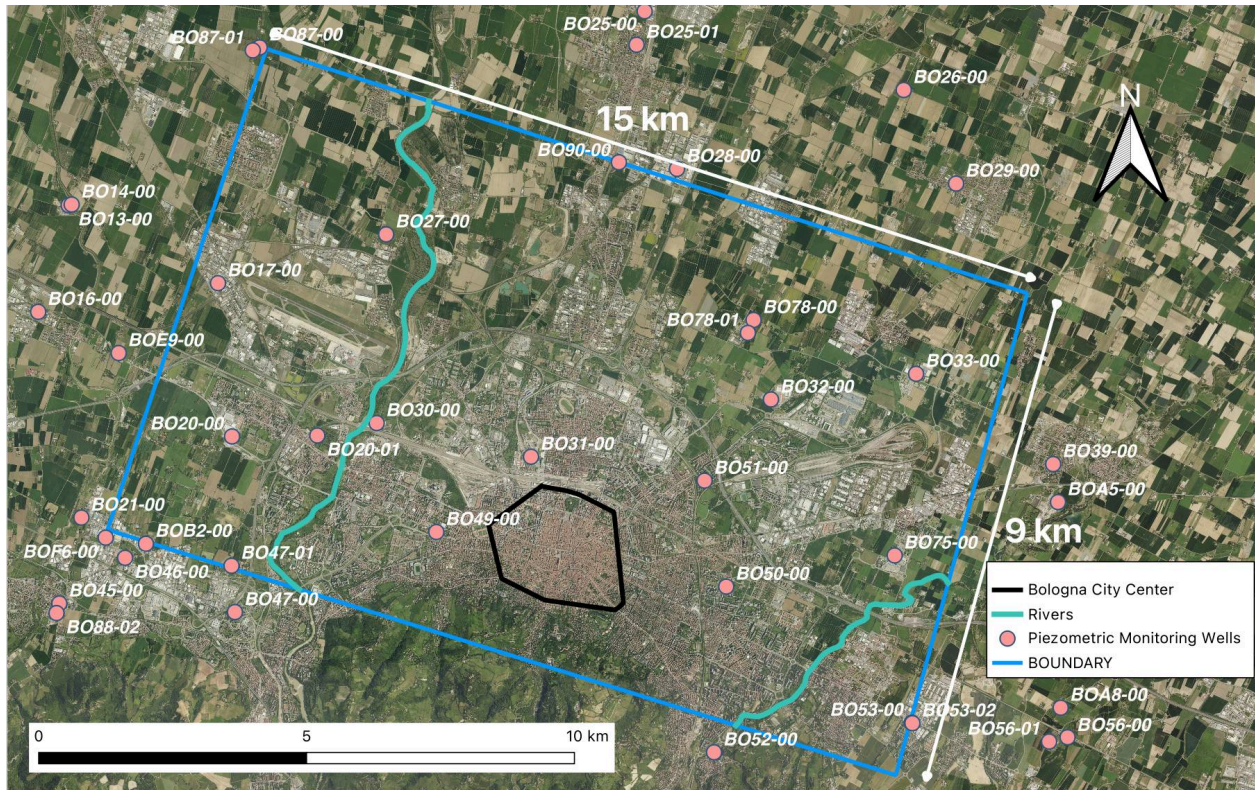 BO25-00
BO87-01
BO87-00
BO25-01
BO26-00
N
15 km
BO90-00
BO28-00
BO29-00
BO14-00
BO13-00
BO27-00
BO17-00
BO16-00
BO78-00
BO78-01
BOE9-00
BO33-00
BO32-00
BO30-00
BO20-00
BO20-01
BO31-00
BO39-00
BO51-00
BOA5-00
BO21-00
BO49-00
9 km
BOB2-00
BOF6-00
BO47-01
BO75-00
BO46-00
BO50-00
BO45-00
BO47-00
BO88-02
Bologna City Center
Rivers
Piezometric Monitoring Wells
BOUNDARY
BOA8-00
BO53-00
BO53-02
BO56-01
BO56-00
BO52-00
0
5
10 km